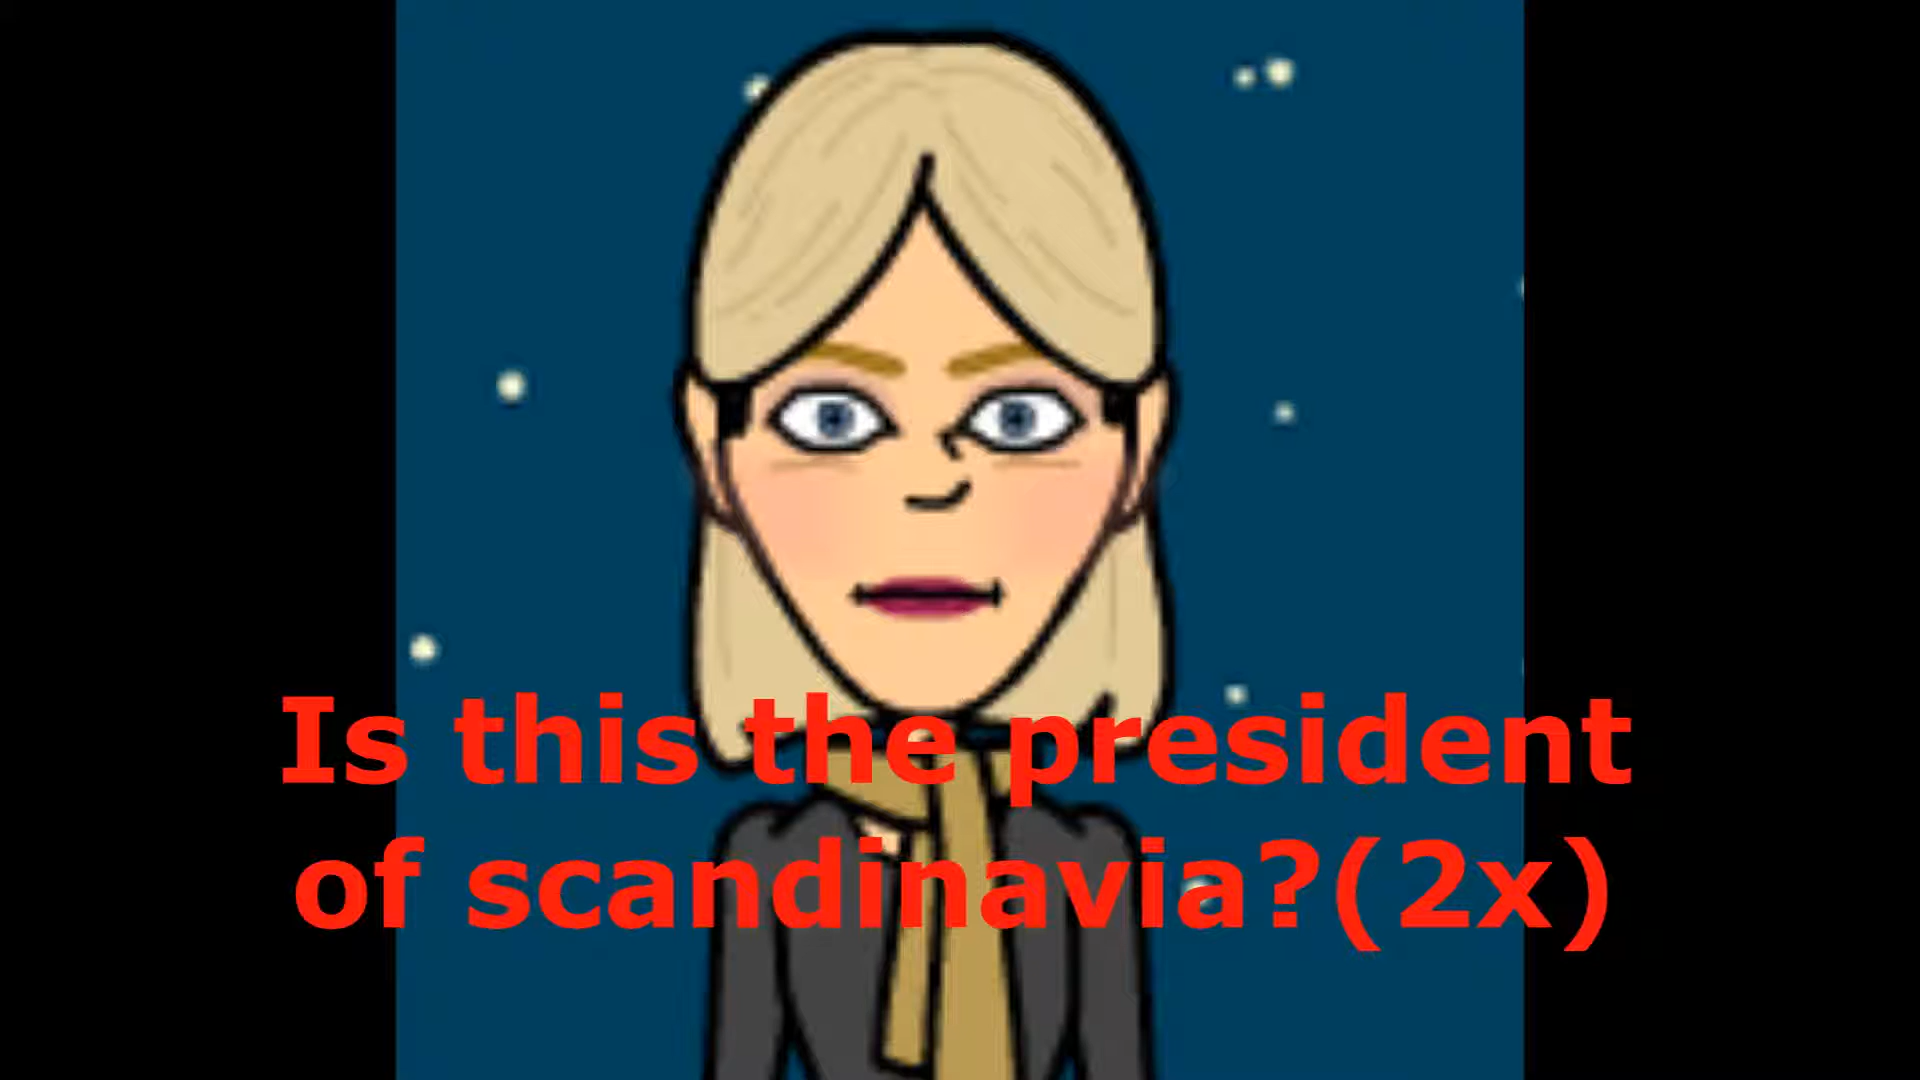 Is this the president
of scandinavia?(2x)